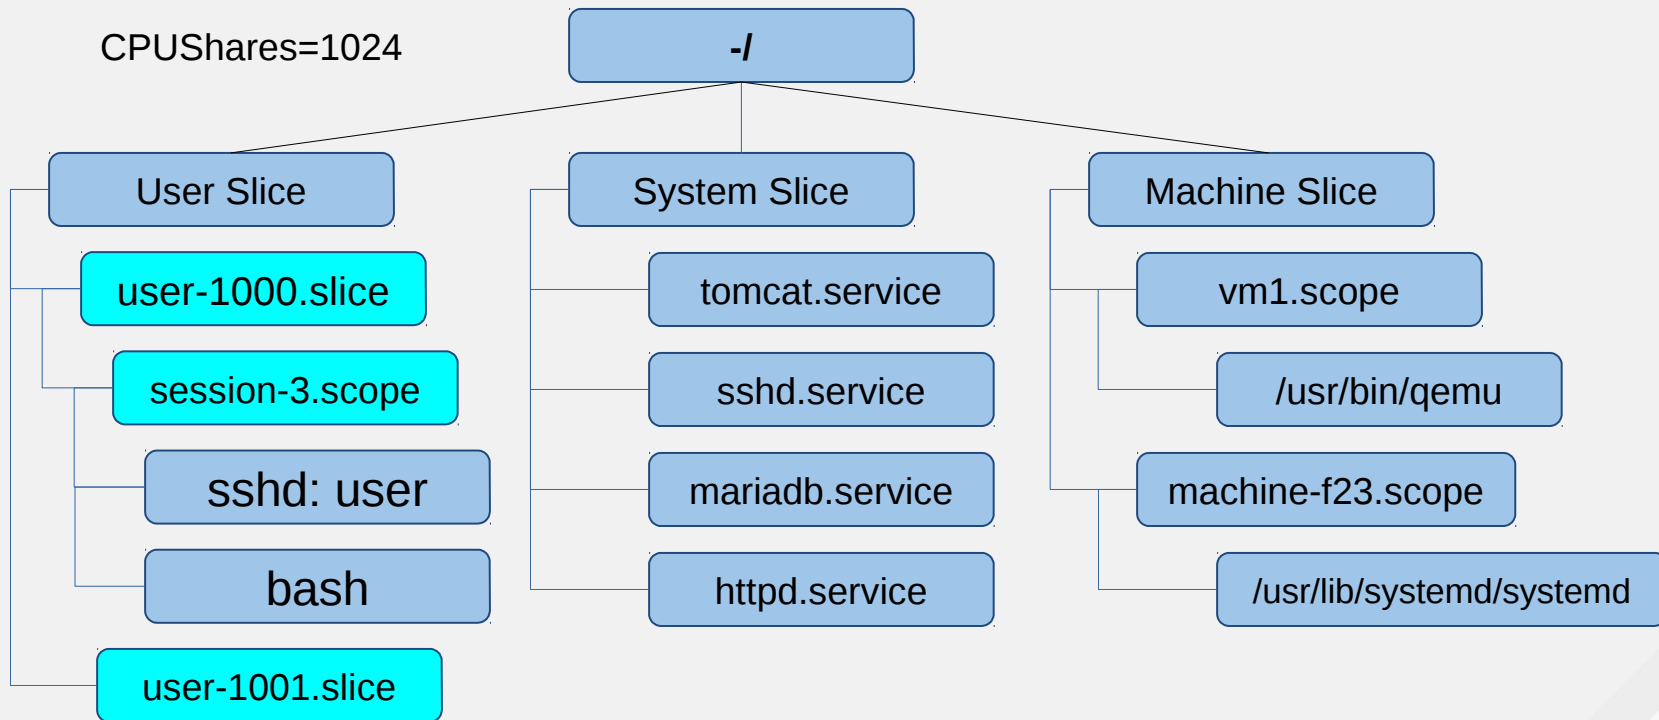 CPUShares=1024
-/
User Slice
user-1000.slice
session-3.scope
sshd: user
bash
user-1001.slice
System Slice
tomcat.service
sshd.service
mariadb.service
httpd.service
Machine Slice
vm1.scope
/usr/bin/qemu
machine-f23.scope
/usr/lib/systemd/systemd